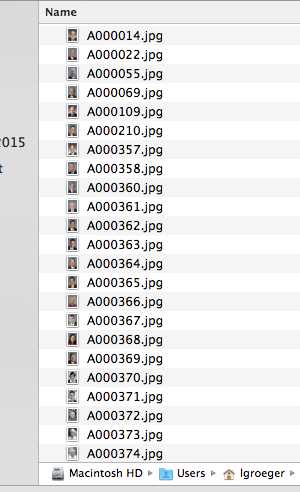 Name
A000014.jpg
A000022.jpg
A000055.jpg
A000069.jpg
A000109.jpg
2015
A000210.jpg
A000357.jpg
t
A000358.jpg
A000360.jpg
A000361.jpg
A000362.jpg
A000363.jpg
A000364.jpg
A000365.jpg
A000366.jpg
A000367.jpg
A000368.jpg
A000369.jpg
A000370.jpg
A000371.jpg
A000372.jpg
A000373.jpg
A000374.jpg
Macintosh HD ▸ Users ▸ lgroeger ▸